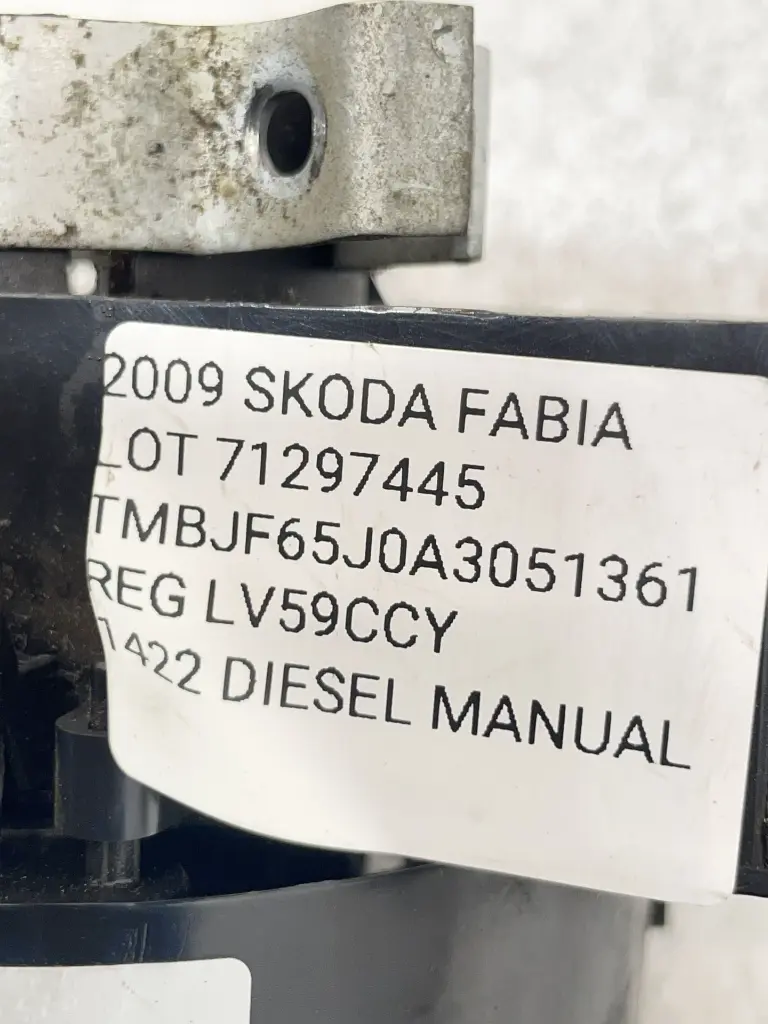 2009 SKODA FABIA
LOT 71297445
TMBJF65J0A3051361
REG LV59CCY
1422 DIESEL MANUAL